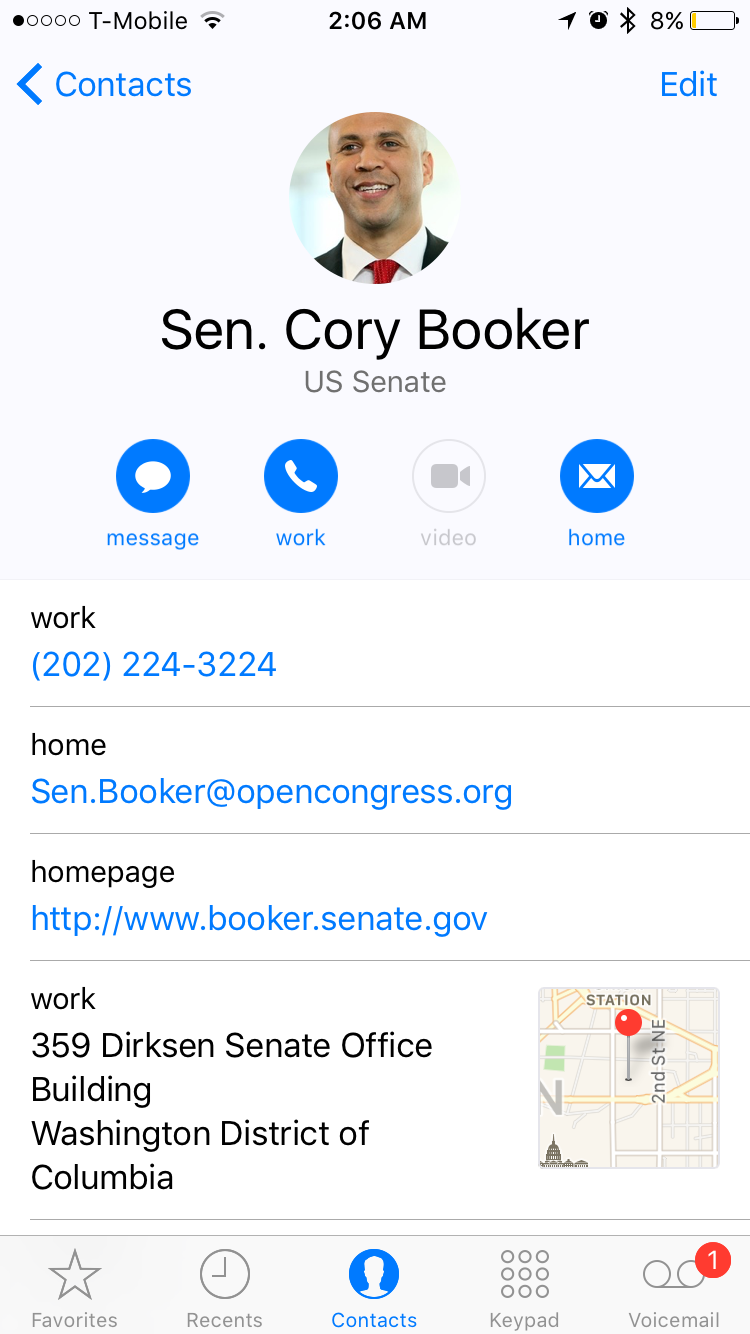 T-Mobile 2:06 AM 8%
Contacts Edit
Sen. Cory Booker
US Senate
message work video home
work
(202) 224-3224
home
Sen.Booker@opencongress.org
homepage
http://www.booker.senate.gov
work
359 Dirksen Senate Office
Building
Washington District of
Columbia
STATION
2nd St NE
N
1
Favorites Recents Contacts Keypad Voicemail